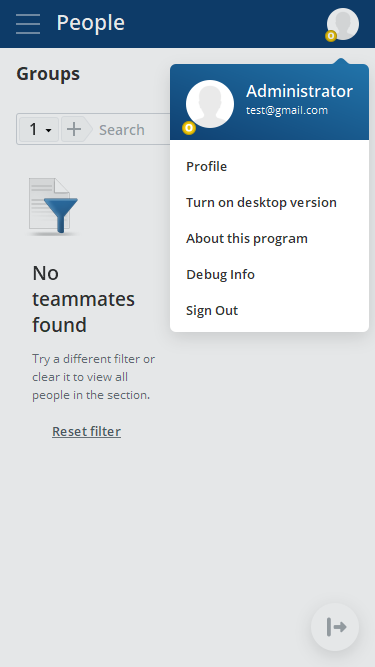 People
Groups
1
Search
Administrator
test@gmail.com
Profile
Turn on desktop version
About this program
Debug Info
Sign Out
No
teammates
found
Try a different filter or
clear it to view all
people in the section.
Reset filter